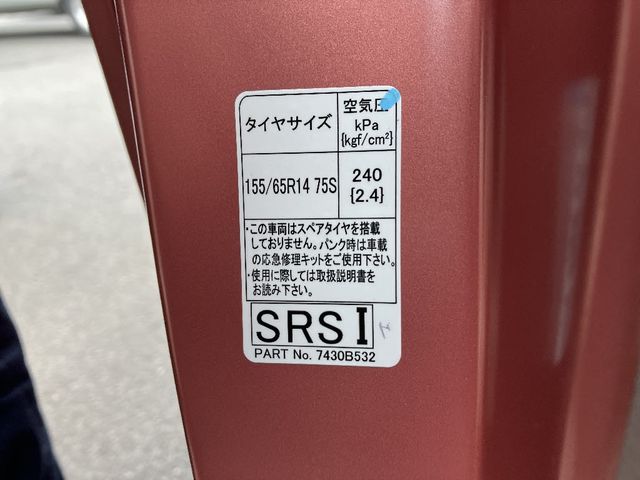 タイヤサイズ
空気圧
kPa
{kgf/cm²}
155/65R14 75S
240
{2.4}
・この車両はスペアタイヤを搭載
しておりません。パンク時は車載
の応急修理キットをご使用下さい。
・使用に際しては取扱説明書を
お読み下さい。
SRS I
PART No. 7430B532